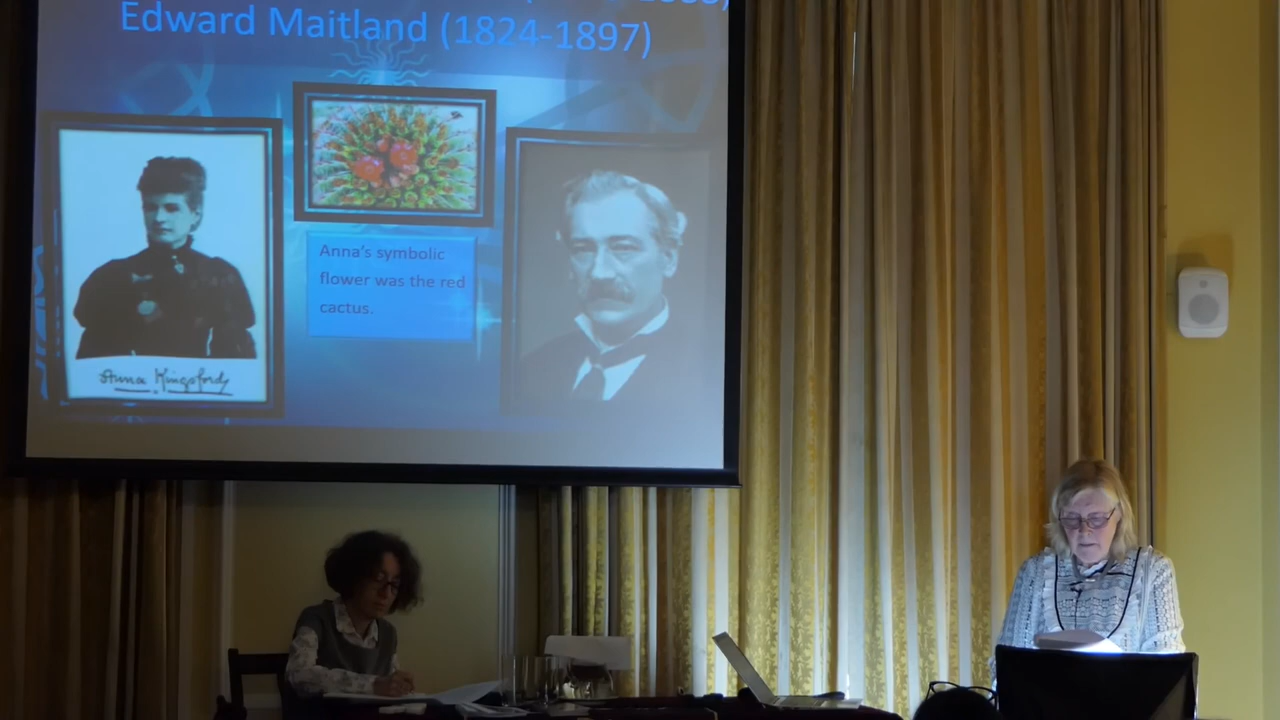 Edward Maitland (1824-1897)
Anna's symbolic
flower was the red
cactus.
Anna Kingsford